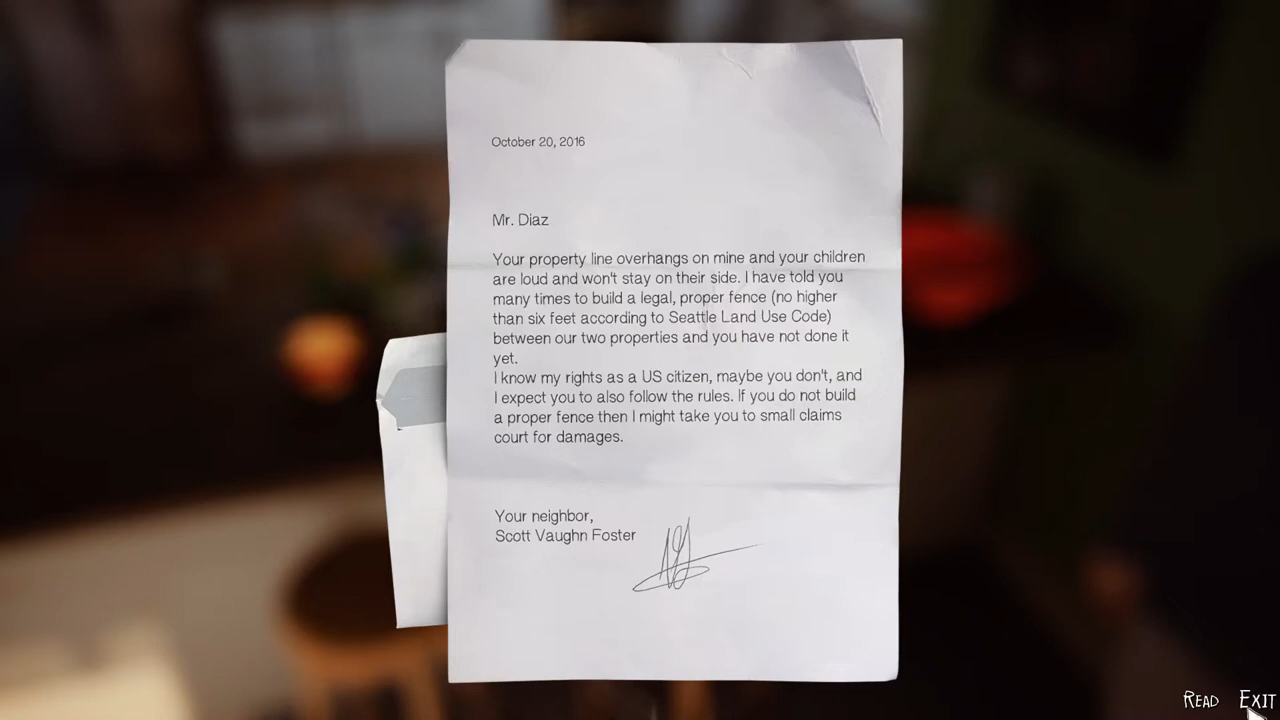 October 20, 2016
Mr. Diaz
Your property line overhangs on mine and your children
are loud and won't stay on their side. I have told you
many times to build a legal, proper fence (no higher
than six feet according to Seattle Land Use Code)
between our two properties and you have not done it
yet.
I know my rights as a US citizen, maybe you don't, and
I expect you to also follow the rules. If you do not build
a proper fence then I might take you to small claims
court for damages.
Your neighbor,
Scott Vaughn Foster
READ EXIT